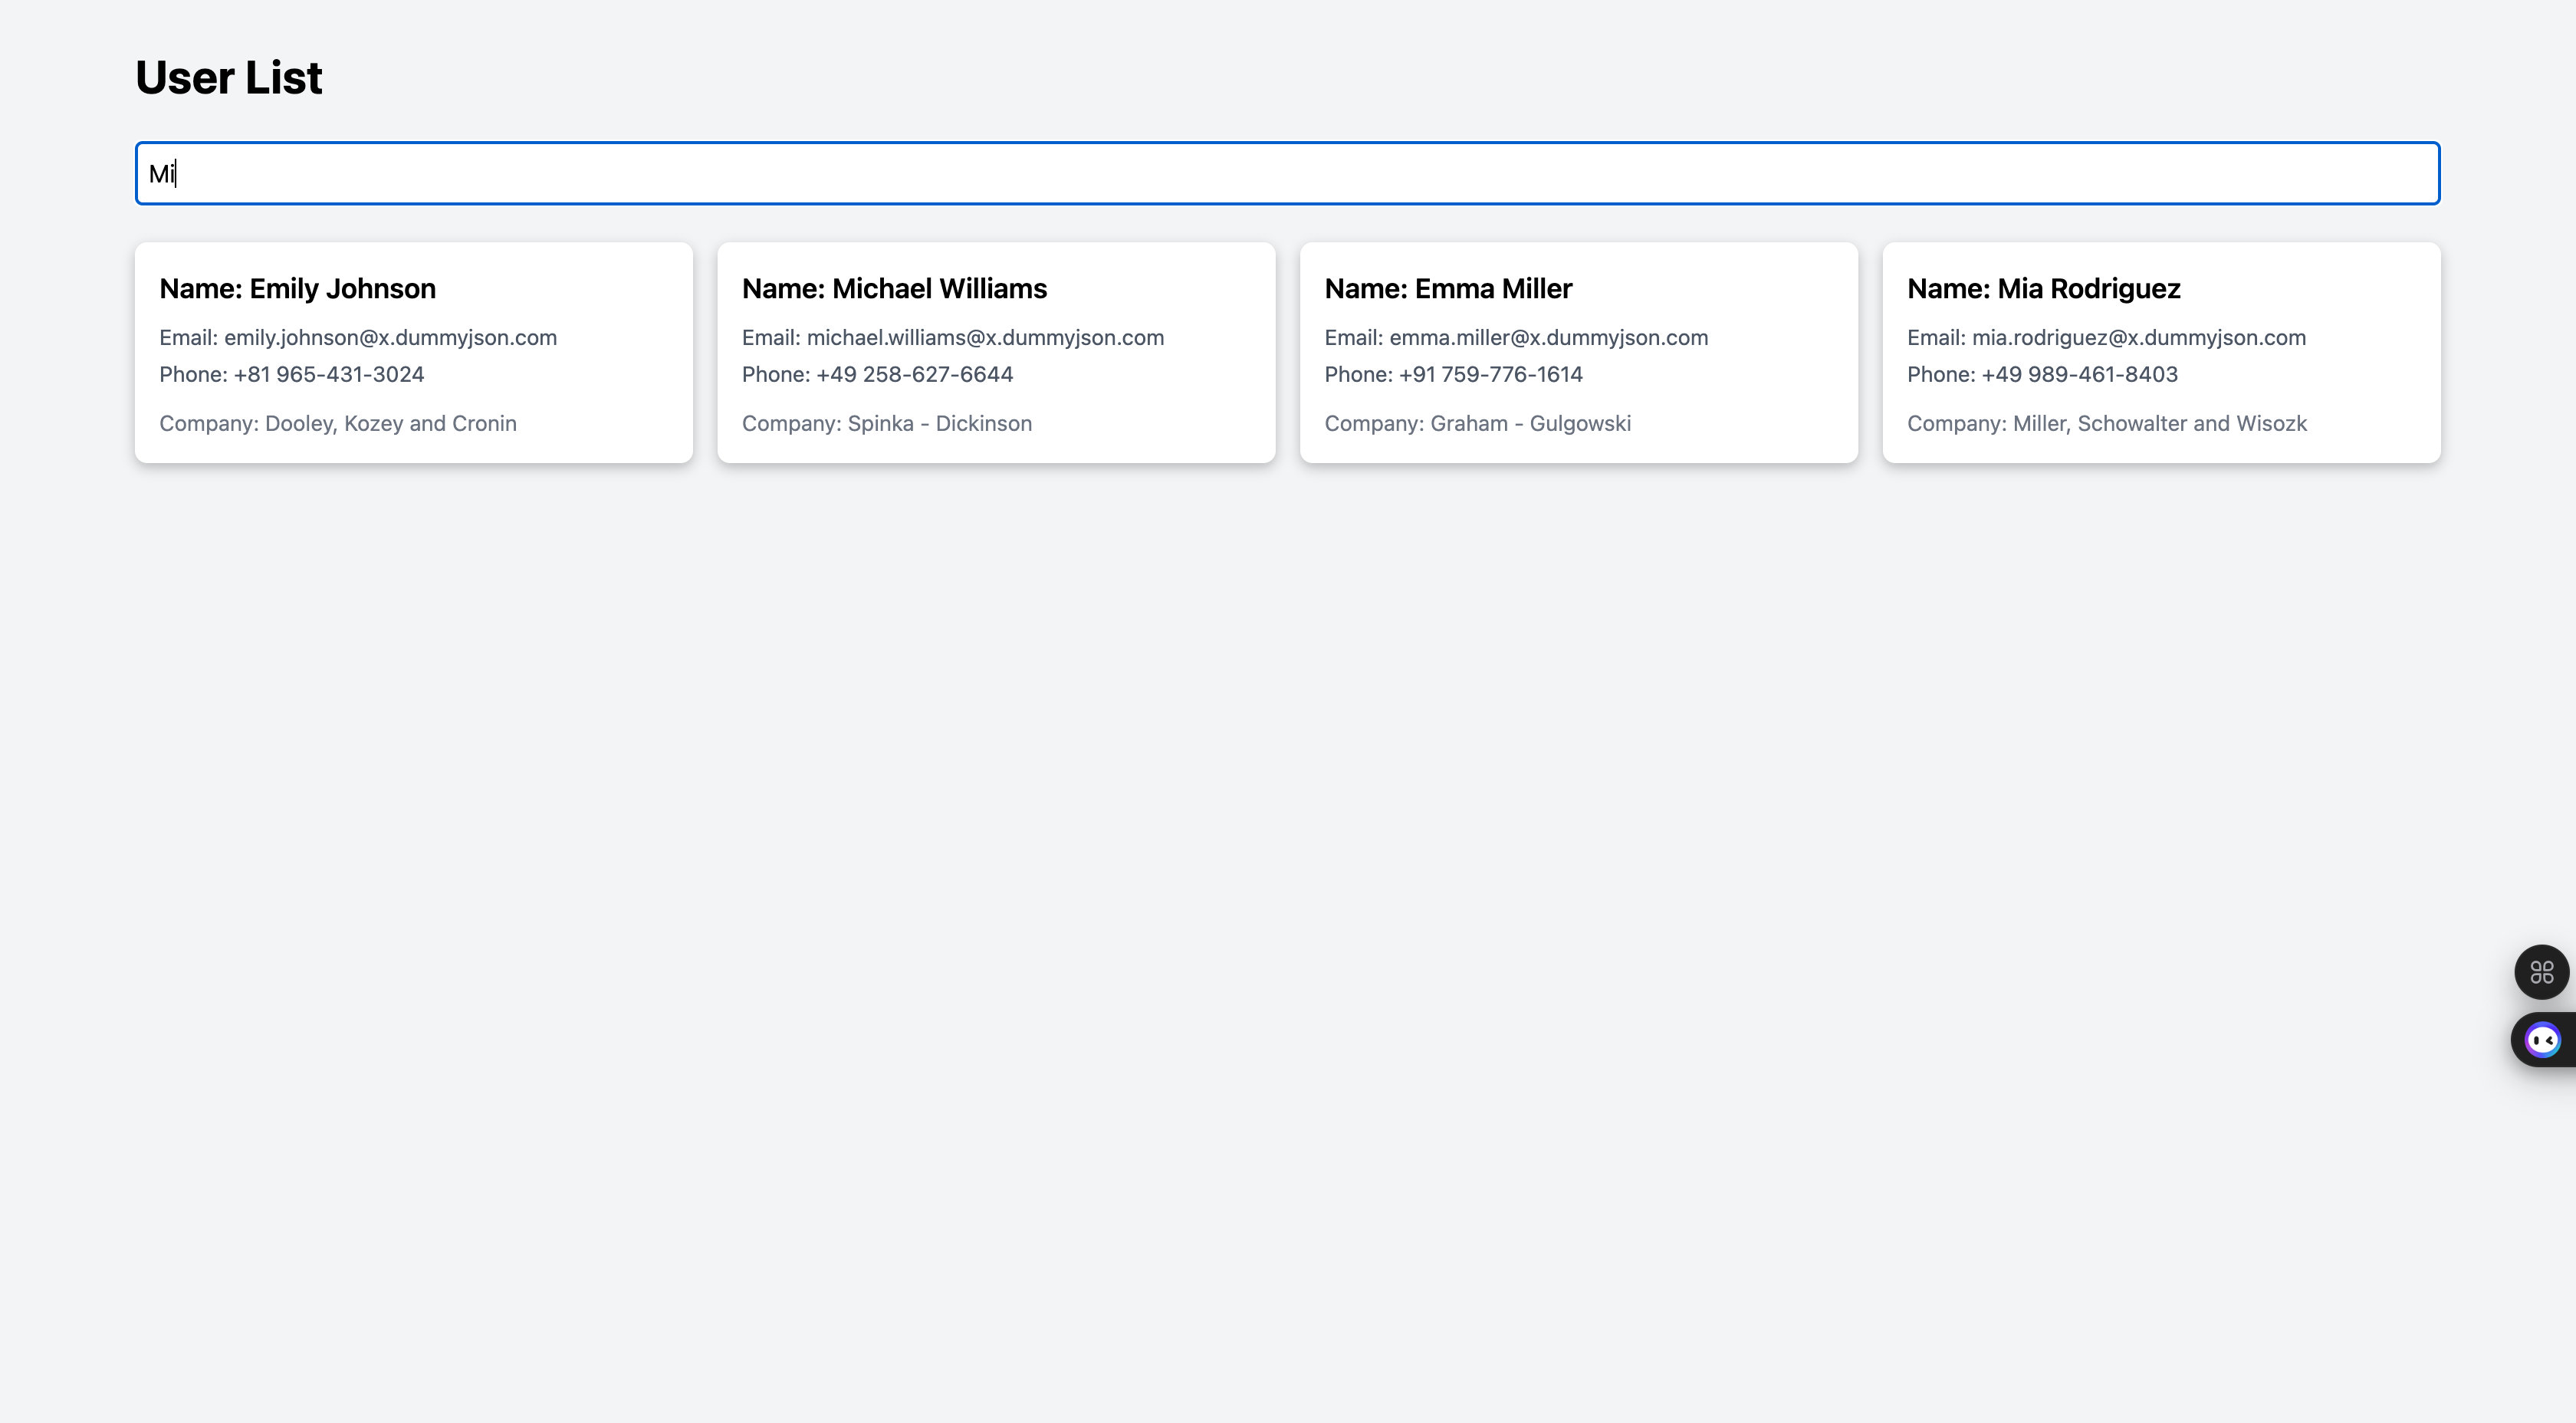 User List
Mi
Name: Emily Johnson
Email: emily.johnson@x.dummyjson.com
Phone: +81 965-431-3024
Company: Dooley, Kozey and Cronin
Name: Michael Williams
Email: michael.williams@x.dummyjson.com
Phone: +49 258-627-6644
Company: Spinka - Dickinson
Name: Emma Miller
Email: emma.miller@x.dummyjson.com
Phone: +91 759-776-1614
Company: Graham - Gulgowski
Name: Mia Rodriguez
Email: mia.rodriguez@x.dummyjson.com
Phone: +49 989-461-8403
Company: Miller, Schowalter and Wisozk